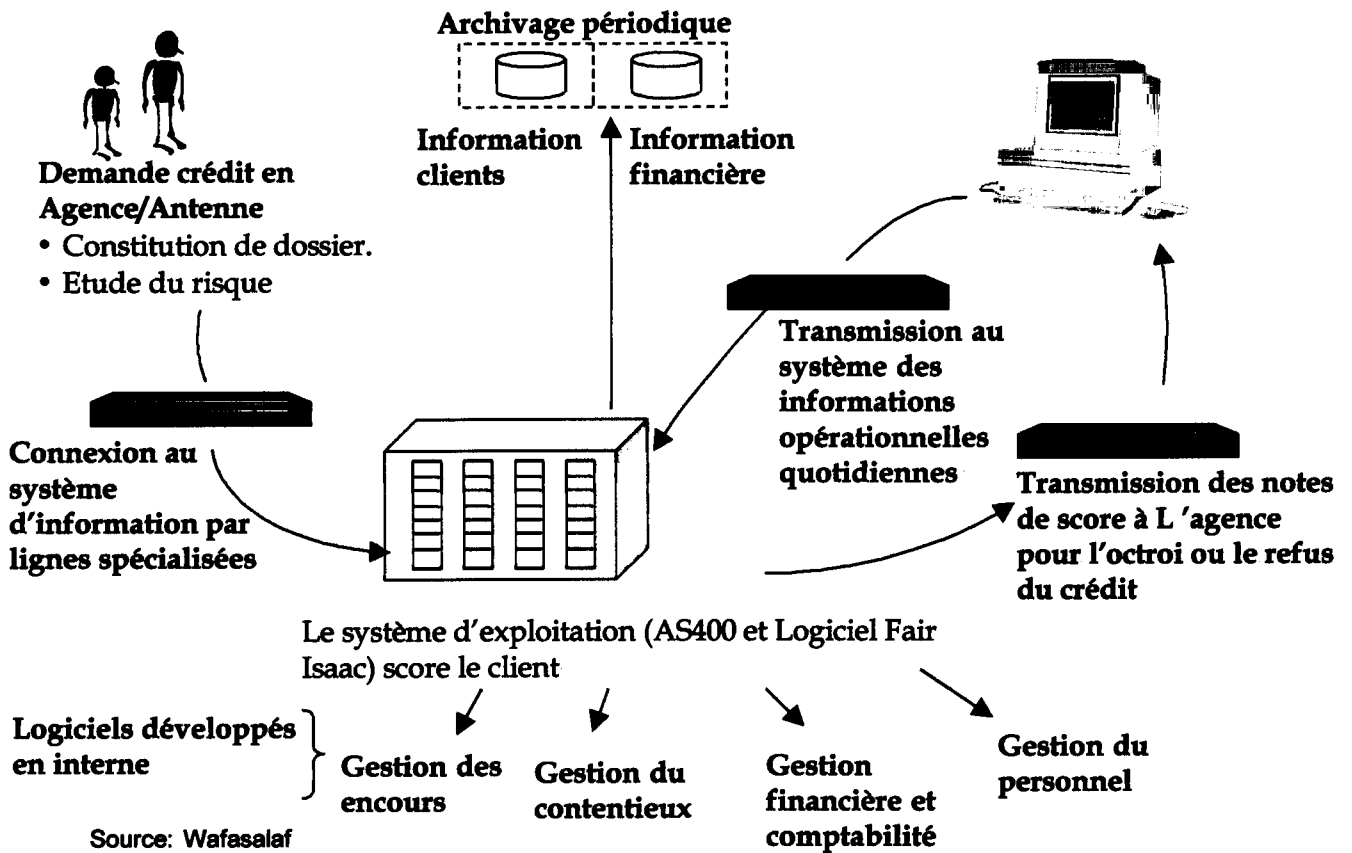 Archivage périodique
Information
clients
Information
financière
Demande crédit en
Agence/Antenne
• Constitution de dossier.
• Etude du risque
Connexion au
système
d'information par
lignes spécialisées
Transmission au
système des
informations
opérationnelles
quotidiennes
Transmission des notes
de score à L 'agence
pour l'octroi ou le refus
du crédit
Le système d'exploitation (AS400 et Logiciel Fair
Isaac) score le client
Logiciels développés
en interne
Gestion des
encours
Gestion du
contentieux
Gestion
financière et
comptabilité
Gestion du
personnel
Source: Wafasalaf